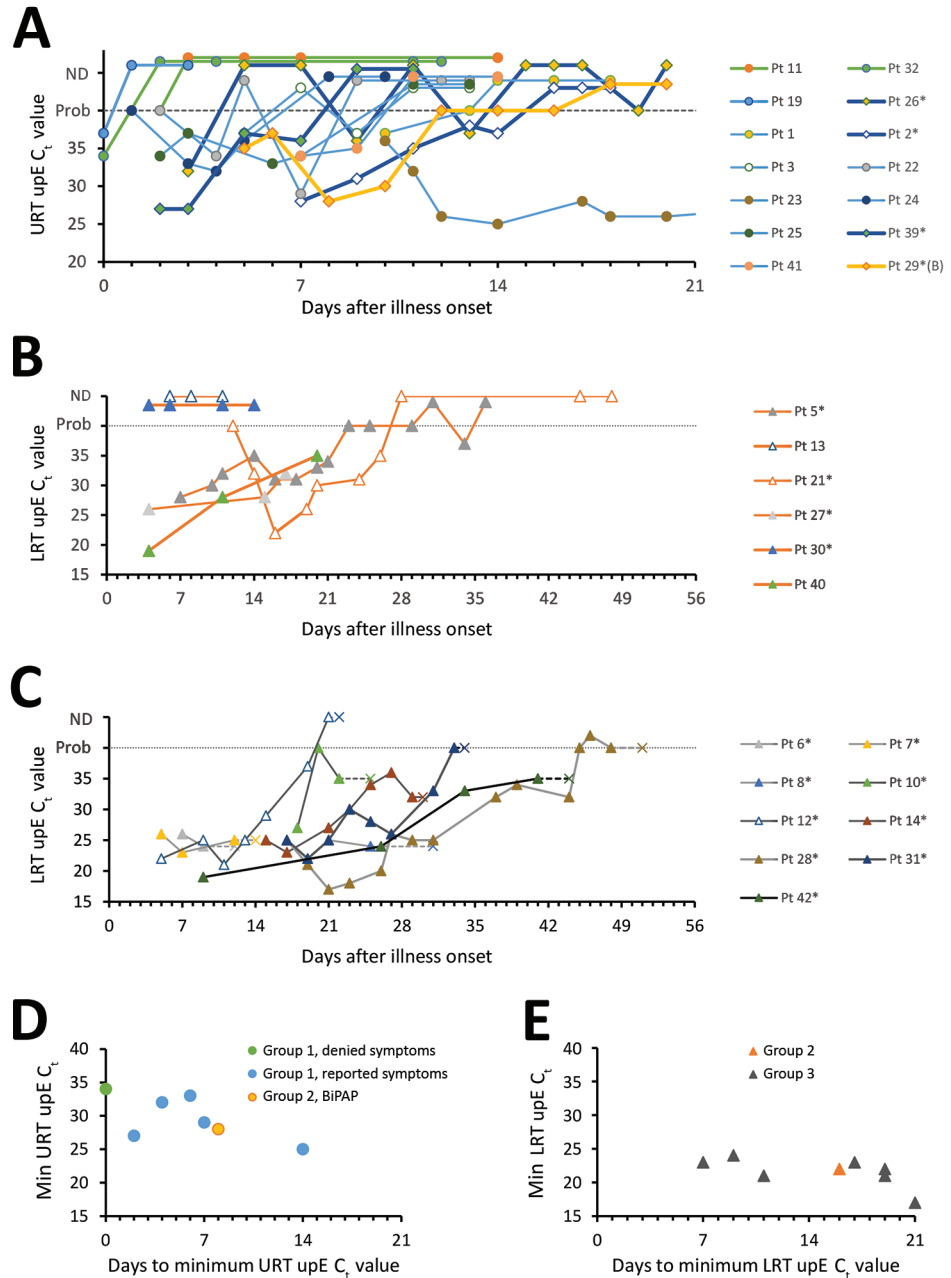 A
URT upE Ct value
ND
Prob
35
30
25
20
0 7 14 21
Days after illness onset
Pt 11 Pt 32
Pt 19 Pt 26*
Pt 1 Pt 2*
Pt 3 Pt 22
Pt 23 Pt 24
Pt 25 Pt 39*
Pt 41 Pt 29*(B)
B
LRT upE Ct value
ND
Prob
35
30
25
20
15
0 7 14 21 28 35 42 49 56
Days after illness onset
Pt 5*
Pt 13
Pt 21*
Pt 27*
Pt 30*
Pt 40
C
LRT upE Ct value
ND
Prob
35
30
25
20
15
0 7 14 21 28 35 42 49 56
Days after illness onset
Pt 6* Pt 7*
Pt 8* Pt 10*
Pt 12* Pt 14*
Pt 28* Pt 31*
Pt 42*
D
Min URT upE Ct
40
35
30
25
20
15
0 7 14 21
Days to minimum URT upE Ct value
Group 1, denied symptoms
Group 1, reported symptoms
Group 2, BiPAP
E
Min LRT upE Ct
40
35
30
25
20
15
0 7 14 21
Days to minimum LRT upE Ct value
Group 2
Group 3